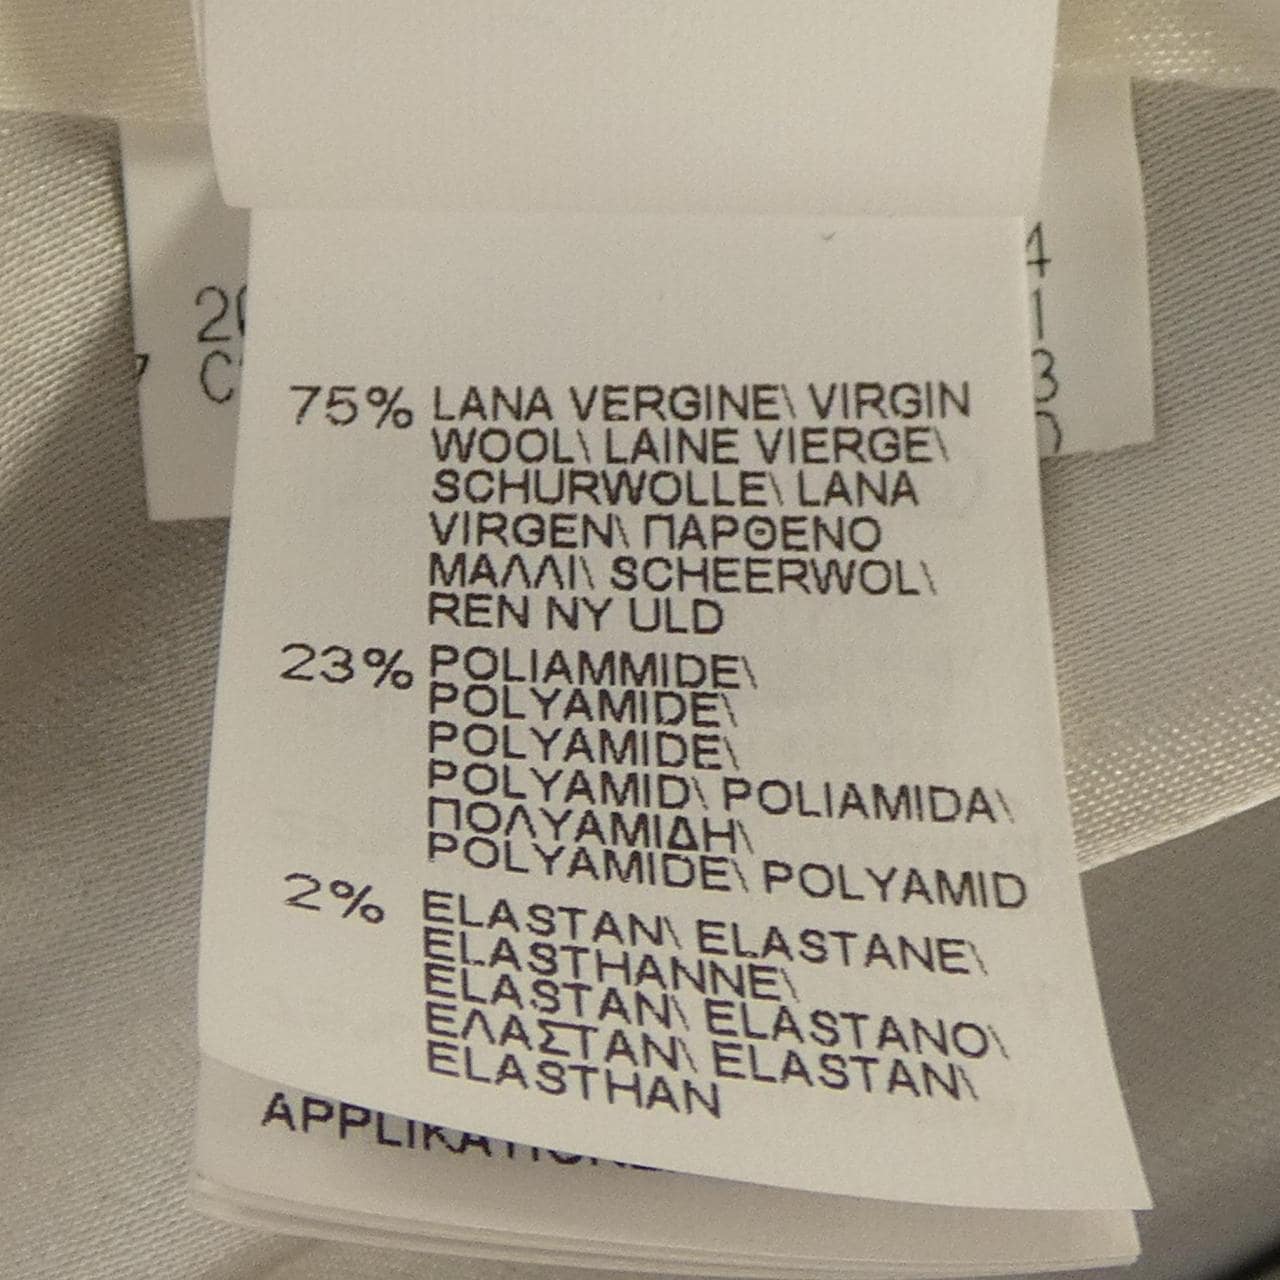 75% LANA VERGINE\ VIRGIN
WOOL\ LAINE VIERGE\
SCHURWOLLE\ LANA
VIRGEN\ ΠΑΡΘΕΝΟ
ΜΑΛΛΙ\ SCHEERWOL\
REN NY ULD
23% POLIAMMIDE\
POLYAMIDE\
POLYAMIDE\
POLYAMID\ POLIAMIDA\
ΠΟΛΥΑΜΙΔΗ\
POLYAMIDE\ POLYAMID
2% ELASTAN\ ELASTANE\
ELASTHANNE\
ELASTAN\ ELASTANO\
ΕΛΑΣΤΑΝ\ ELASTAN\
ELASTHAN